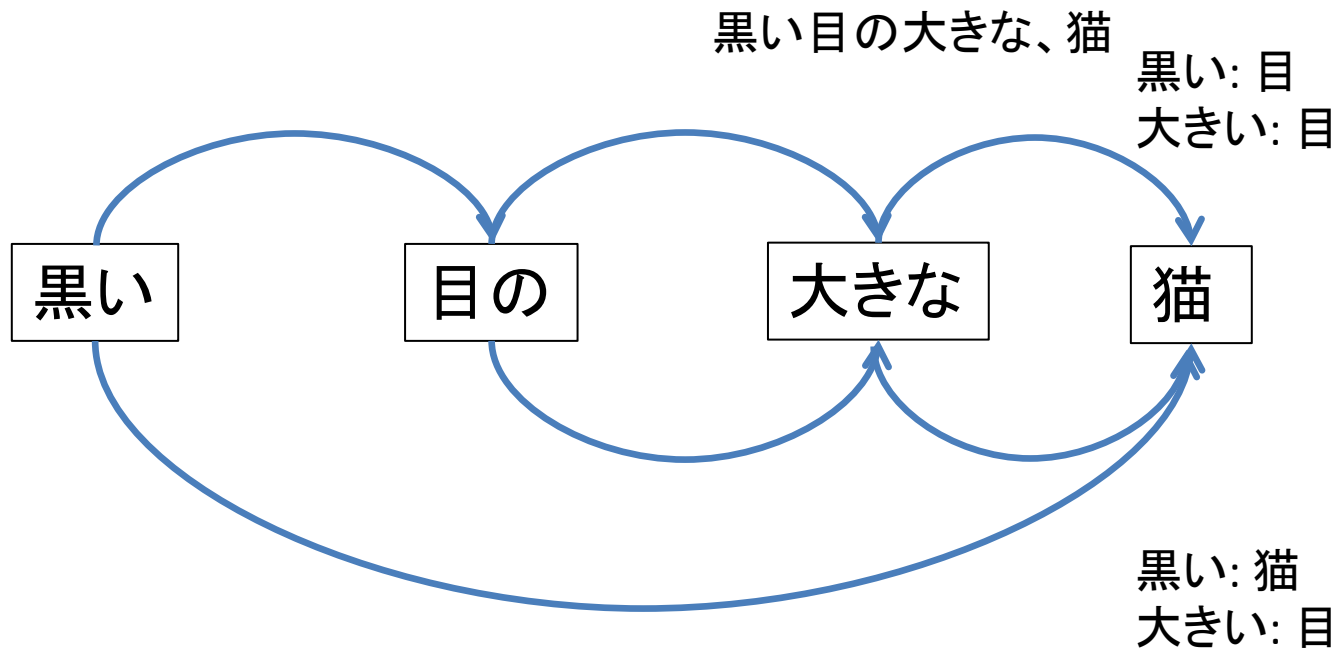 黒い目の大きな、猫
黒い: 目
大きい: 目
黒い
目の
大きな
猫
黒い: 猫
大きい: 目